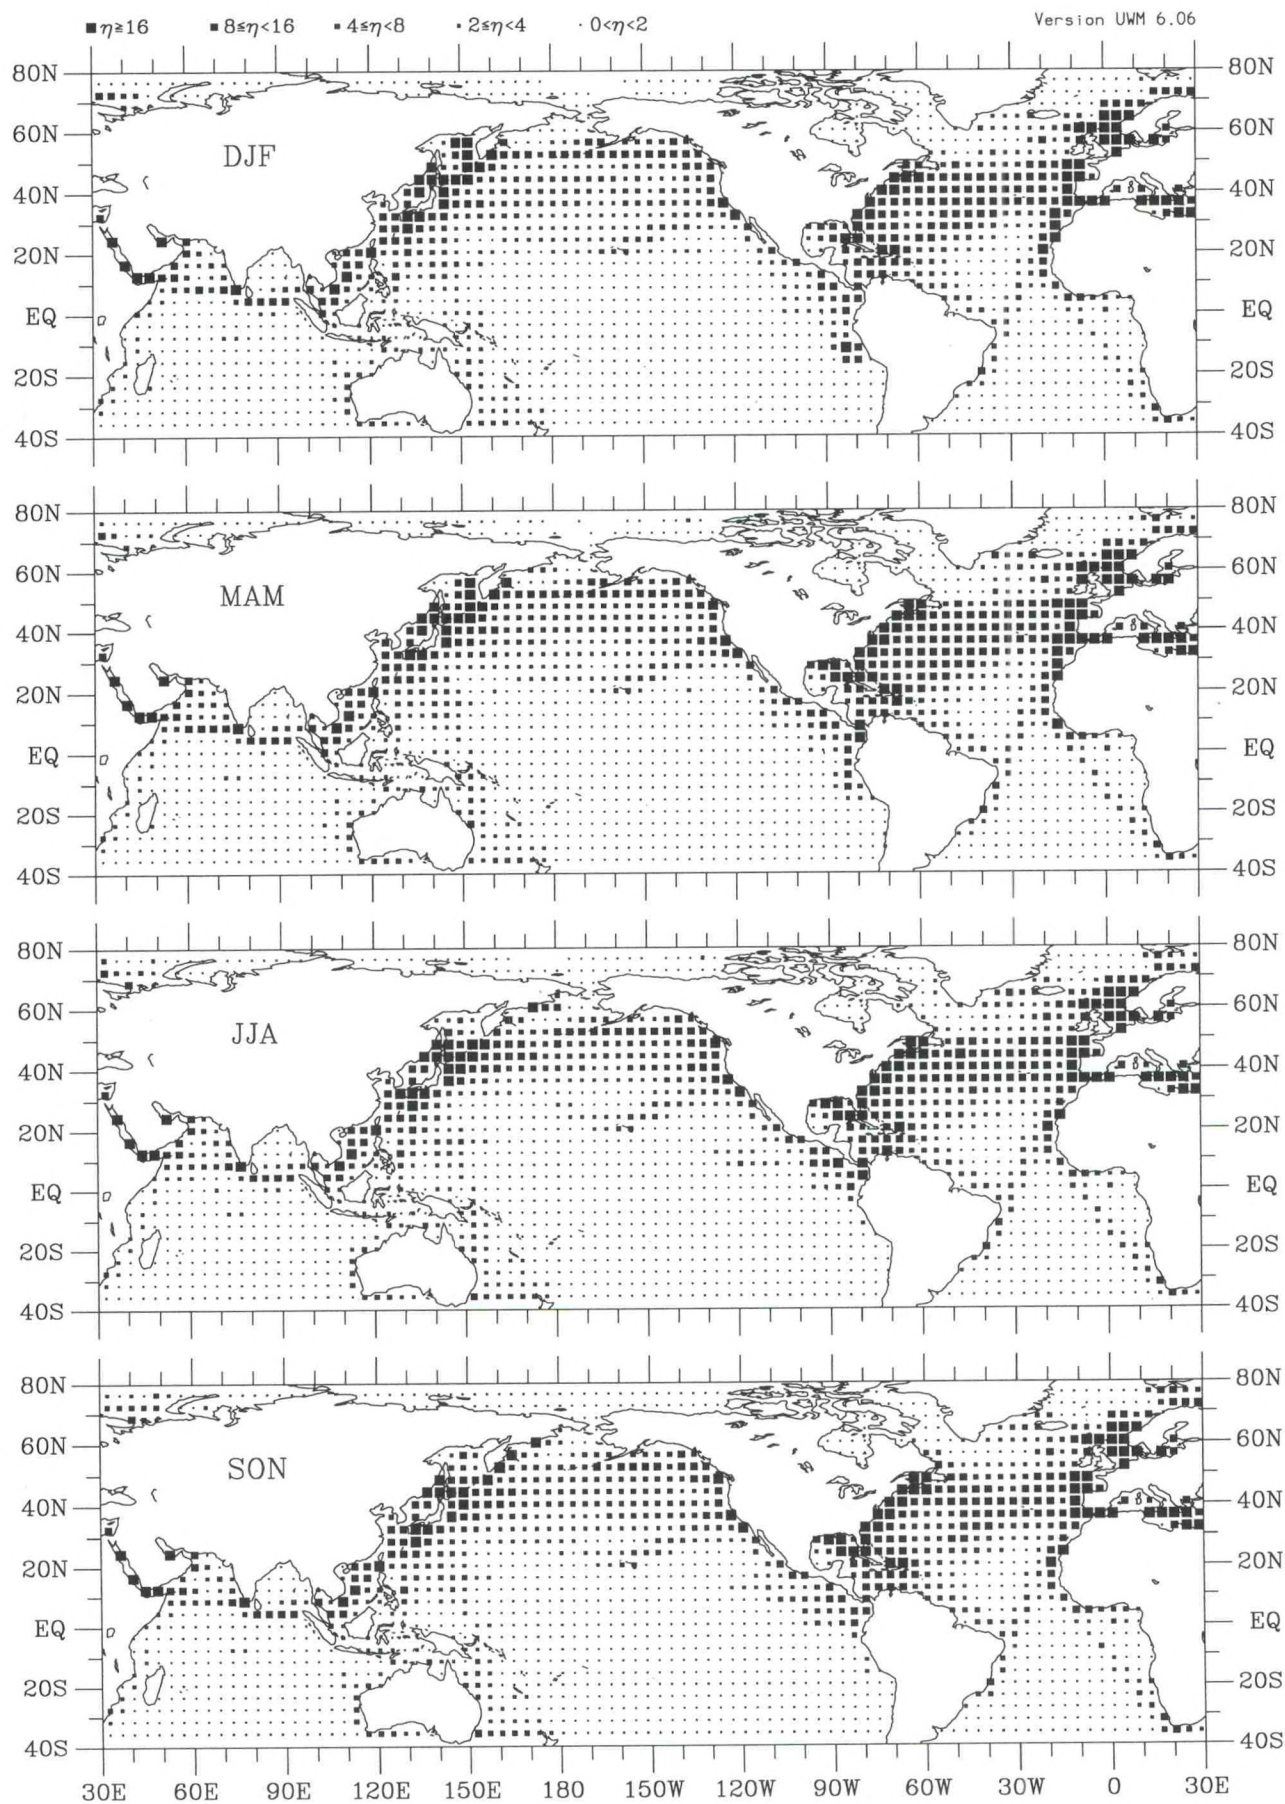 ■ η≥16 ■ 8≤η<16 ▪ 4≤η<8 ▪ 2≤η<4 · 0<η<2 Version UWM 6.06
80N 80N
60N 60N
DJF
40N 40N
20N 20N
EQ EQ
20S 20S
40S 40S
80N 80N
60N 60N
MAM
40N 40N
20N 20N
EQ EQ
20S 20S
40S 40S
80N 80N
60N 60N
JJA
40N 40N
20N 20N
EQ EQ
20S 20S
40S 40S
80N 80N
60N 60N
SON
40N 40N
20N 20N
EQ EQ
20S 20S
40S 40S
30E 60E 90E 120E 150E 180 150W 120W 90W 60W 30W 0 30E